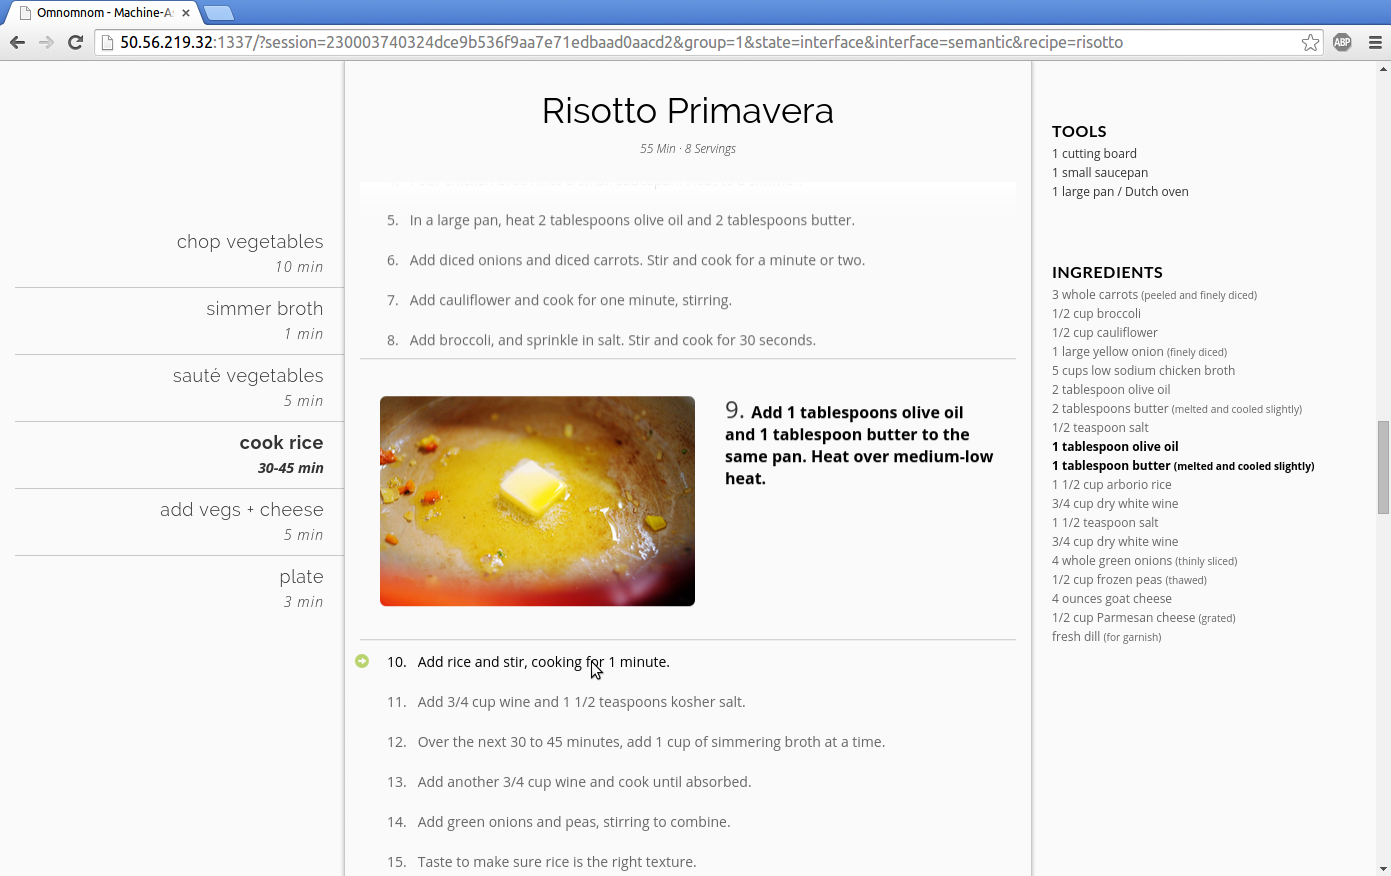 Omnomnom - Machine-As
50.56.219.32:1337/?session=230003740324dce9b536f9aa7e71edbaad0aacd2&group=1&state=interface&interface=semantic&recipe=risotto
ABP
chop vegetables
10 min
simmer broth
1 min
sauté vegetables
5 min
cook rice
30-45 min
add vegs + cheese
5 min
plate
3 min
Risotto Primavera
55 Min · 8 Servings
5. In a large pan, heat 2 tablespoons olive oil and 2 tablespoons butter.
6. Add diced onions and diced carrots. Stir and cook for a minute or two.
7. Add cauliflower and cook for one minute, stirring.
8. Add broccoli, and sprinkle in salt. Stir and cook for 30 seconds.
9. Add 1 tablespoons olive oil
and 1 tablespoon butter to the
same pan. Heat over medium-low
heat.
10. Add rice and stir, cooking for 1 minute.
11. Add 3/4 cup wine and 1 1/2 teaspoons kosher salt.
12. Over the next 30 to 45 minutes, add 1 cup of simmering broth at a time.
13. Add another 3/4 cup wine and cook until absorbed.
14. Add green onions and peas, stirring to combine.
15. Taste to make sure rice is the right texture.
TOOLS
1 cutting board
1 small saucepan
1 large pan / Dutch oven
INGREDIENTS
3 whole carrots (peeled and finely diced)
1/2 cup broccoli
1/2 cup cauliflower
1 large yellow onion (finely diced)
5 cups low sodium chicken broth
2 tablespoon olive oil
2 tablespoons butter (melted and cooled slightly)
1/2 teaspoon salt
1 tablespoon olive oil
1 tablespoon butter (melted and cooled slightly)
1 1/2 cup arborio rice
3/4 cup dry white wine
1 1/2 teaspoon salt
3/4 cup dry white wine
4 whole green onions (thinly sliced)
1/2 cup frozen peas (thawed)
4 ounces goat cheese
1/2 cup Parmesan cheese (grated)
fresh dill (for garnish)